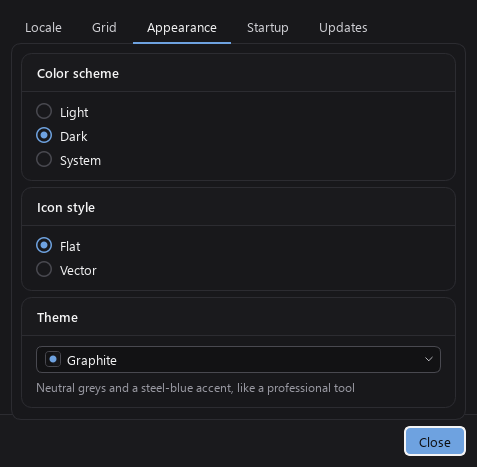 Locale Grid Appearance Startup Updates
Color scheme
Light
Dark
System
Icon style
Flat
Vector
Theme
Graphite
Neutral greys and a steel-blue accent, like a professional tool
Close